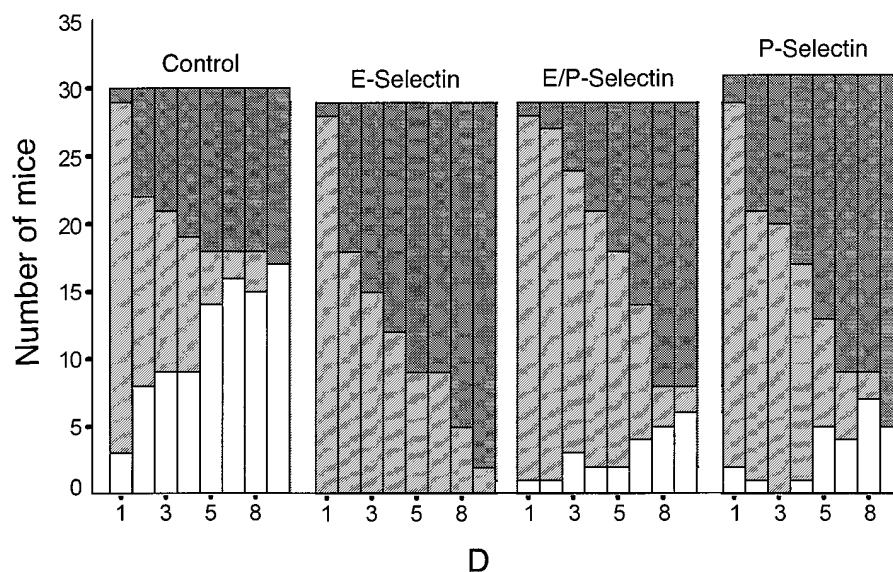 35
30
25
20
15
10
5
0
Number of mice
Control
E-Selectin
E/P-Selectin
P-Selectin
1 3 5 8 1 3 5 8 1 3 5 8 1 3 5 8
D